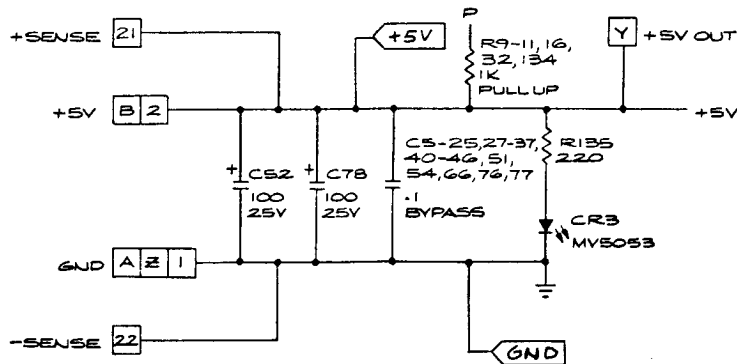 +SENSE 21
+5V
P
R9-11, 16,
32, 134
1K
PULL UP
Y +5V OUT
+5V B 2
+5V
+ C52
100
25V
+ C78
100
25V
C5-25, 27-37,
40-46, 51,
54, 66, 76, 77
.1
BYPASS
R135
220
CR3
MV5053
GND A Z 1
-SENSE 22
GND